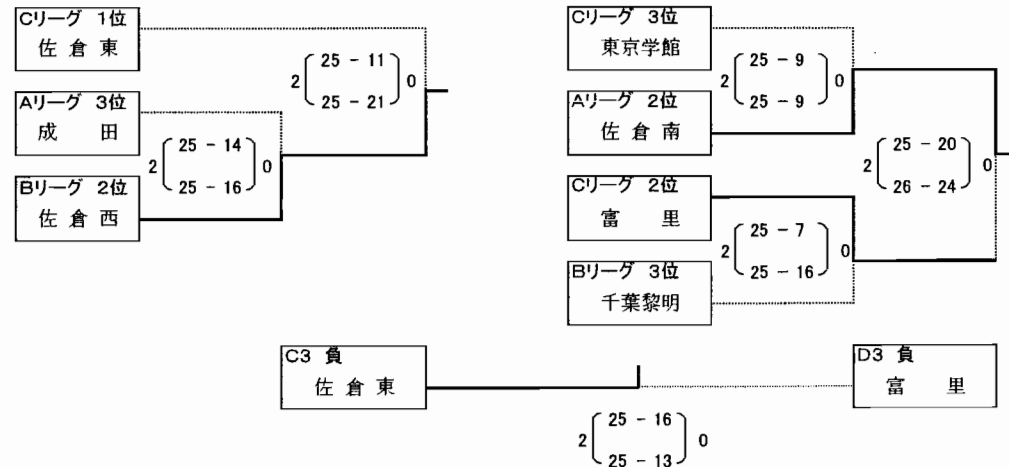 Cリーグ 1位
佐倉東
2 25 - 11 0
25 - 21
Aリーグ 3位
成 田
2 25 - 14 0
25 - 16
Bリーグ 2位
佐倉西
Cリーグ 3位
東京学館
2 25 - 9 0
25 - 9
Aリーグ 2位
佐倉南
2 25 - 20 0
26 - 24
Cリーグ 2位
富 里
2 25 - 7 0
25 - 16
Bリーグ 3位
千葉黎明
C3 負
佐倉東
D3 負
富 里
2 25 - 16 0
25 - 13